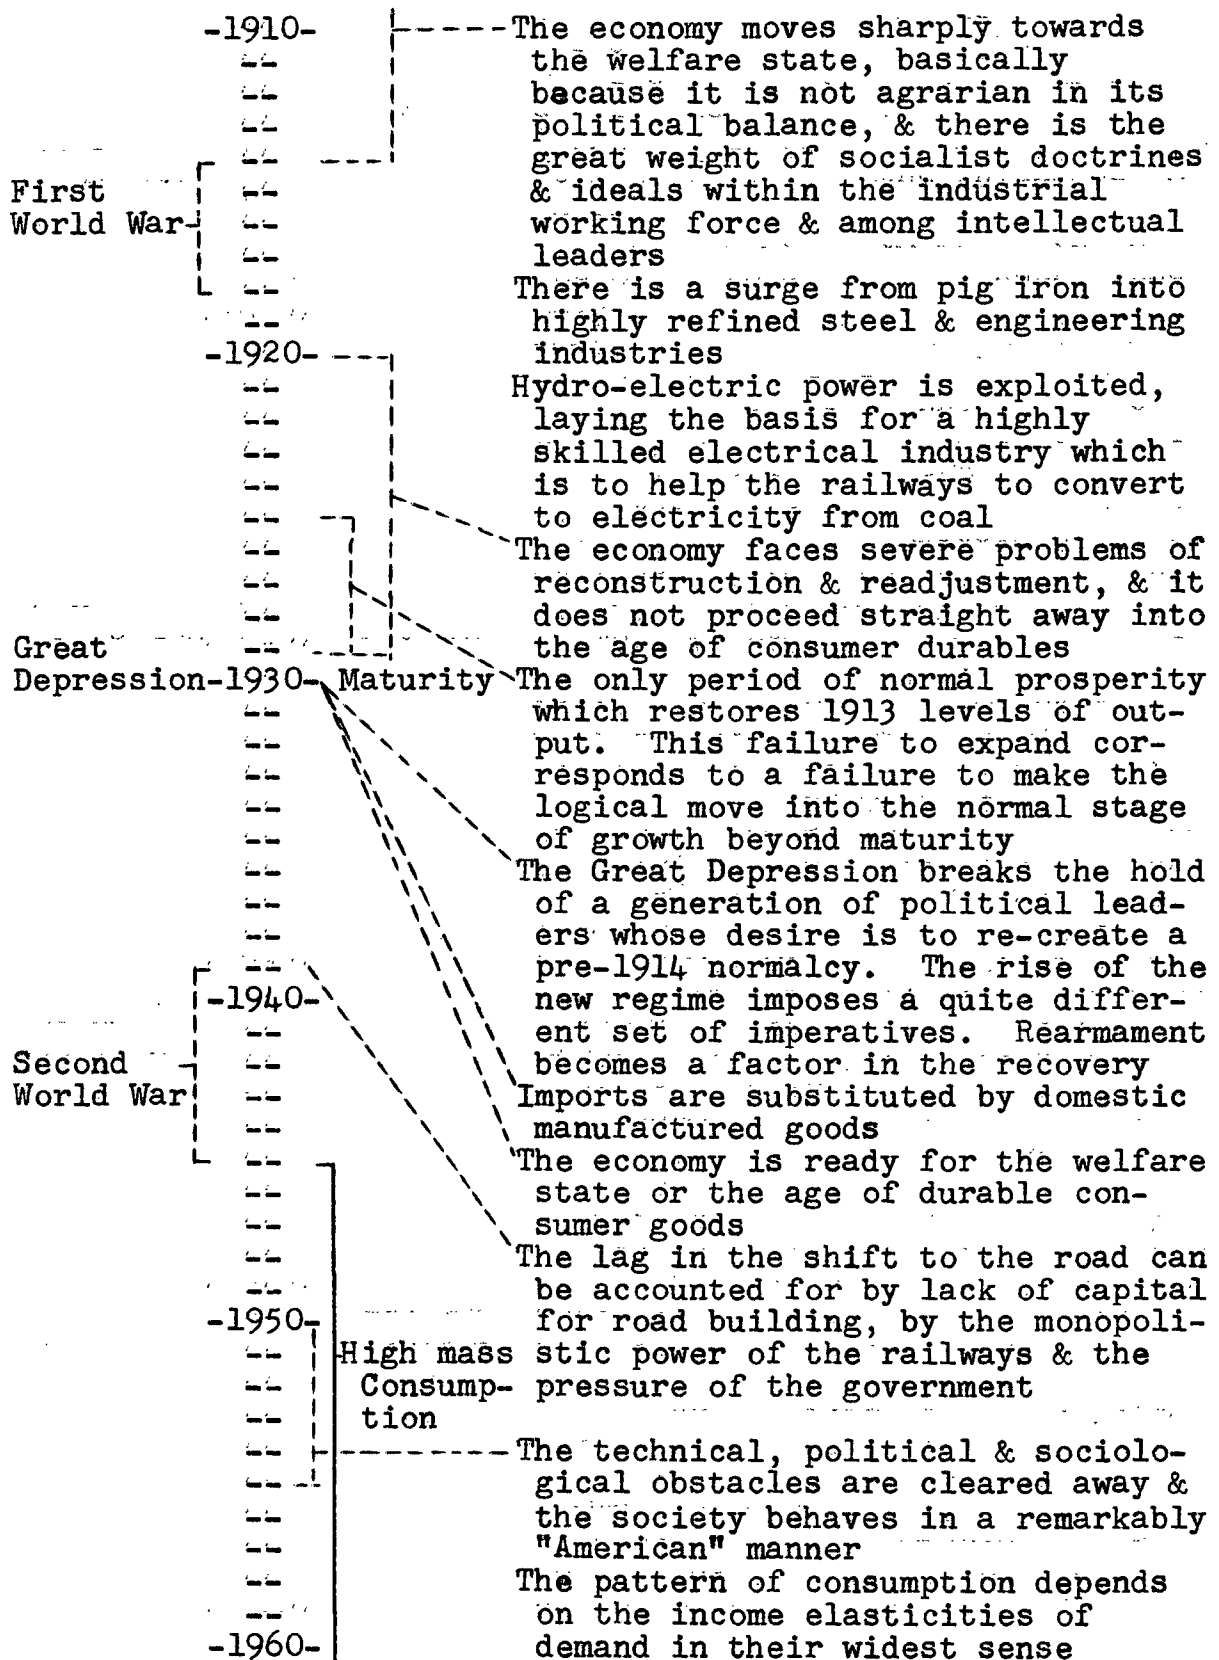 -1910- The economy moves sharply towards
the welfare state, basically
because it is not agrarian in its
political balance, & there is the
great weight of socialist doctrines
First & ideals within the industrial
World War working force & among intellectual
leaders
There is a surge from pig iron into
highly refined steel & engineering
-1920- industries
Hydro-electric power is exploited,
laying the basis for a highly
skilled electrical industry which
is to help the railways to convert
to electricity from coal
The economy faces severe problems of
reconstruction & readjustment, & it
does not proceed straight away into
Great the age of consumer durables
Depression-1930- Maturity The only period of normal prosperity
which restores 1913 levels of out-
put. This failure to expand cor-
responds to a failure to make the
logical move into the normal stage
of growth beyond maturity
The Great Depression breaks the hold
of a generation of political lead-
ers whose desire is to re-create a
pre-1914 normalcy. The rise of the
-1940- new regime imposes a quite differ-
ent set of imperatives. Rearmament
Second becomes a factor in the recovery
World War Imports are substituted by domestic
manufactured goods
The economy is ready for the welfare
state or the age of durable con-
sumer goods
The lag in the shift to the road can
be accounted for by lack of capital
-1950- for road building, by the monopoli-
High mass stic power of the railways & the
Consump- pressure of the government
tion
The technical, political & sociolo-
gical obstacles are cleared away &
the society behaves in a remarkably
"American" manner
The pattern of consumption depends
on the income elasticities of
-1960- demand in their widest sense